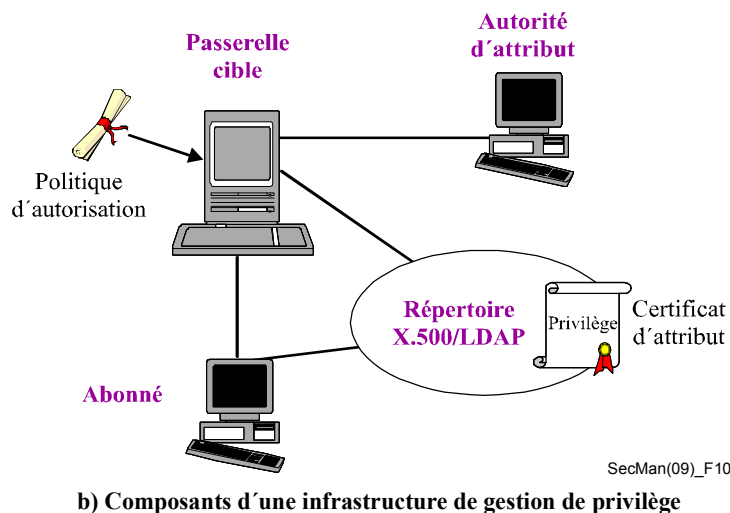 Passerelle
cible
Autorité
d´attribut
Politique
d´autorisation
Répertoire
X.500/LDAP
Privilège
Certificat
d´attribut
Abonné
SecMan(09)_F10
b) Composants d´une infrastructure de gestion de privilège